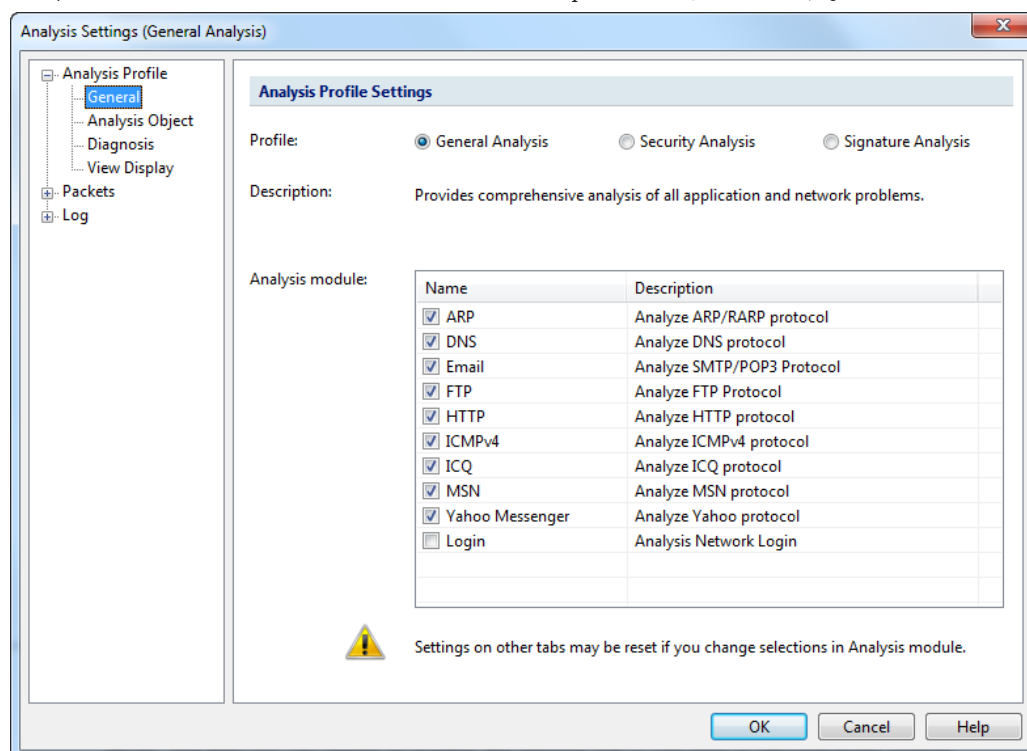 Analysis Settings (General Analysis)
Analysis Profile
General
Analysis Object
Diagnosis
View Display
Packets
Log
Analysis Profile Settings
Profile: General Analysis Security Analysis Signature Analysis
Description: Provides comprehensive analysis of all application and network problems.
Analysis module:
Name Description
ARP Analyze ARP/RARP protocol
DNS Analyze DNS protocol
Email Analyze SMTP/POP3 Protocol
FTP Analyze FTP Protocol
HTTP Analyze HTTP protocol
ICMPv4 Analyze ICMPv4 protocol
ICQ Analyze ICQ protocol
MSN Analyze MSN protocol
Yahoo Messenger Analyze Yahoo protocol
Login Analysis Network Login
Settings on other tabs may be reset if you change selections in Analysis module.
OK Cancel Help